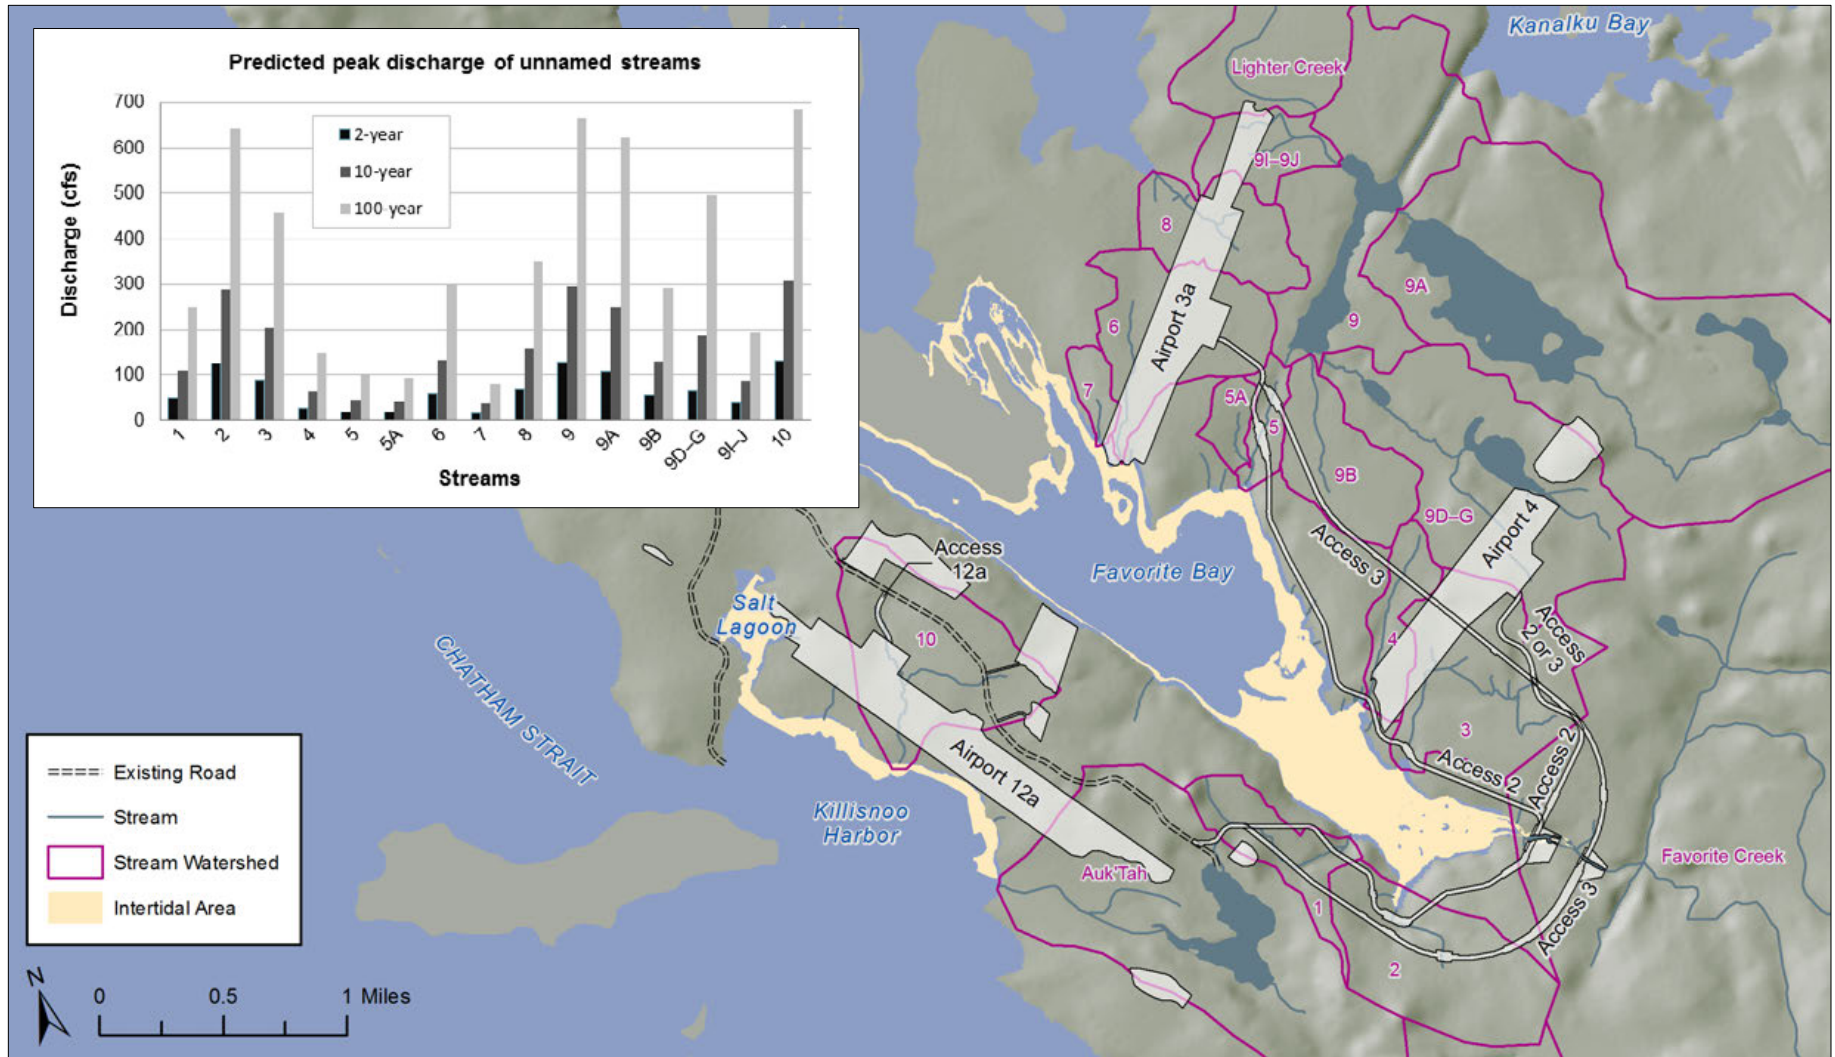 Predicted peak discharge of unnamed streams
Discharge (cfs)
700
600
500
400
300
200
100
0
2-year
10-year
100-year
1
2
3
4
5
5A
6
7
8
9
9A
9B
9D–G
9I–J
10
Streams
Kanalku Bay
Lighter Creek
9I–9J
8
9A
6
9
Airport 3a
7
5A
5
9B
9D–G
Airport 4
Access 3
Access
12a
Favorite Bay
Salt
Lagoon
10
4
Access
2 or 3
3
CHATHAM STRAIT
Airport 12a
Access 2
Access 2
Killisnoo
Harbor
Auk'Tah
Favorite Creek
1
Access 3
2
Existing Road
Stream
Stream Watershed
Intertidal Area
N
0 0.5 1 Miles